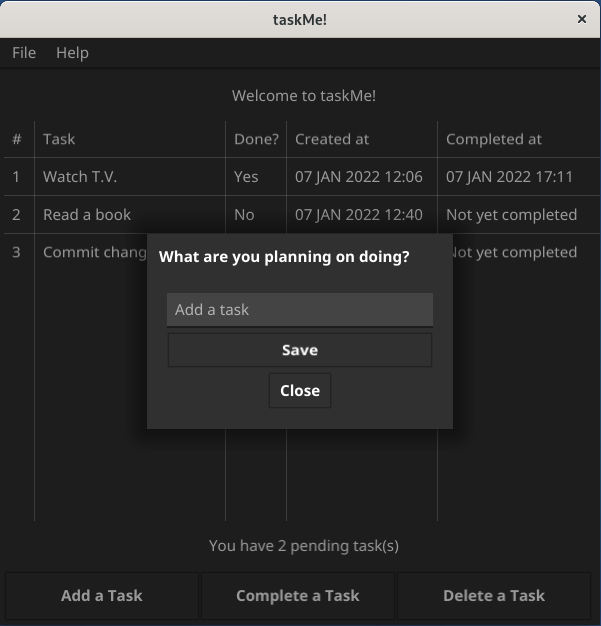 taskMe!
×
File Help
Welcome to taskMe!
# Task Done? Created at Completed at
1 Watch T.V. Yes 07 JAN 2022 12:06 07 JAN 2022 17:11
2 Read a book No 07 JAN 2022 12:40 Not yet completed
3 Commit chang Not yet completed
What are you planning on doing?
Add a task
Save
Close
You have 2 pending task(s)
Add a Task Complete a Task Delete a Task